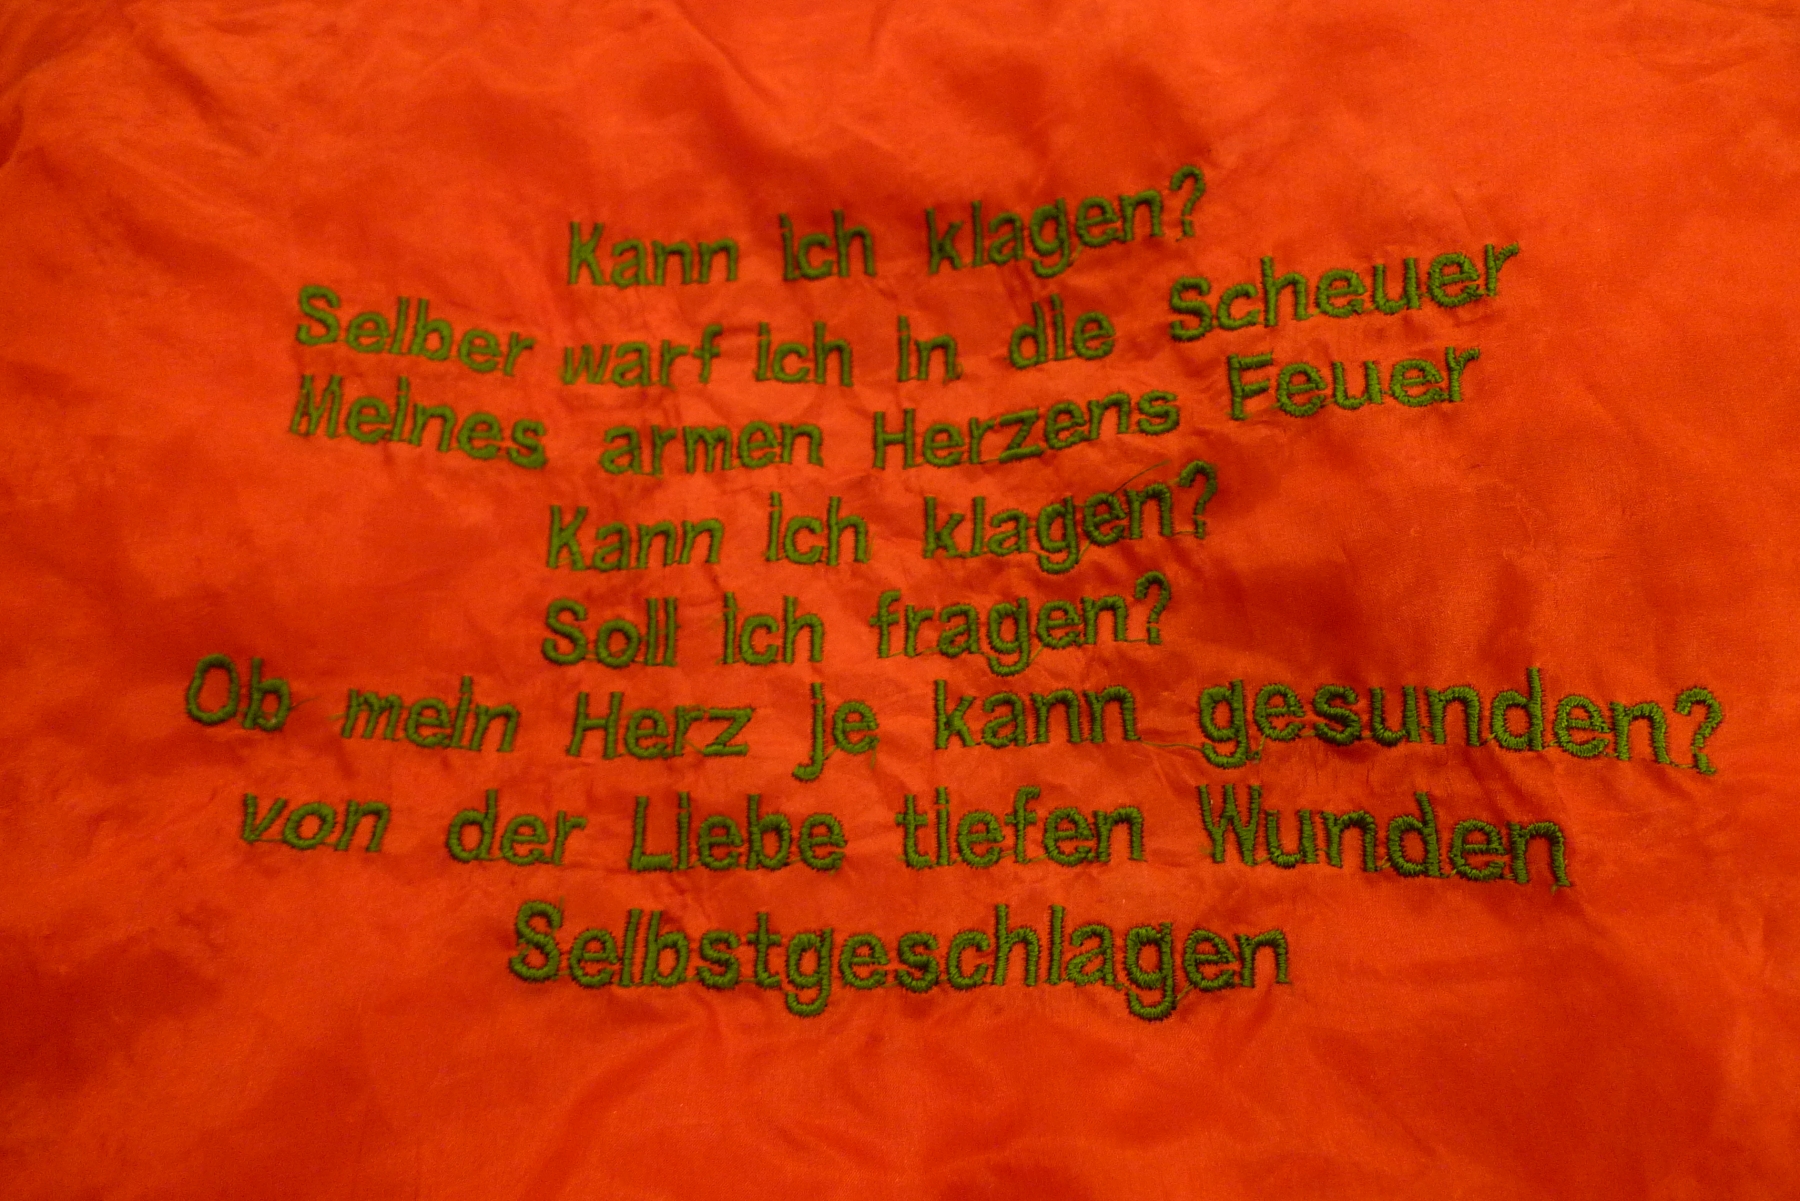 Kann ich klagen?
Selber warf ich in die Scheuer
Meines armen Herzens Feuer
Kann ich klagen?
Soll ich fragen?
Ob mein Herz je kann gesunden?
von der Liebe tiefen Wunden
Selbstgeschlagen